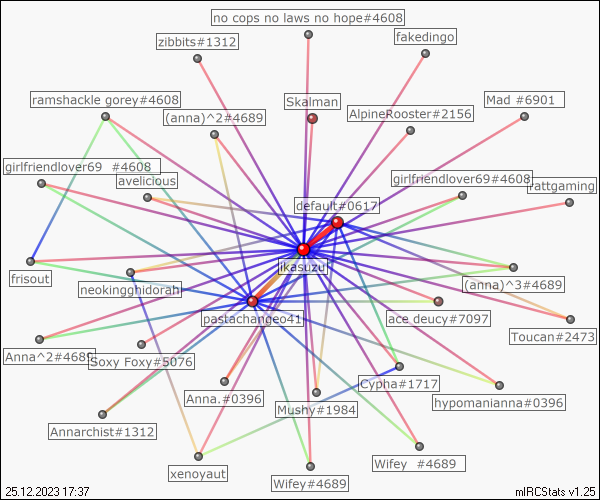 no cops no laws no hope#4608
zibbits#1312
fakedingo
ramshackle gorey#4608
Skalman
Mad #6901
(anna)^2#4689
AlpineRooster#2156
girlfriendlover69 #4608
avelicious
girlfriendlover69#4608
rattgaming
default#0617
ikasuzu
frisout
neokingghidorah
(anna)^3#4689
pastachangeo41
ace.deucy#7097
Toucan#2473
Anna^2#4689
Soxy Foxy#5076
Cypha#1717
Anna.#0396
Mushy#1984
hypomanianna#0396
Annarchist#1312
xenoyaut
Wifey #4689
Wifey#4689
25.12.2023 17:37
mIRCStats v1.25